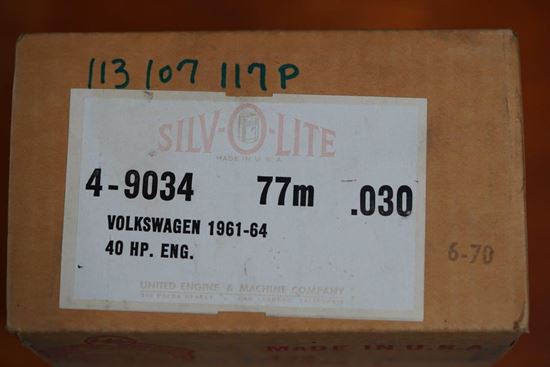 113 107 117P
SILV-O-LITE
MADE IN U.S.A.
4-9034 77m .030
VOLKSWAGEN 1961-64
40 HP. ENG.
6-70
UNITED ENGINE & MACHINE COMPANY
MADE IN U.S.A.